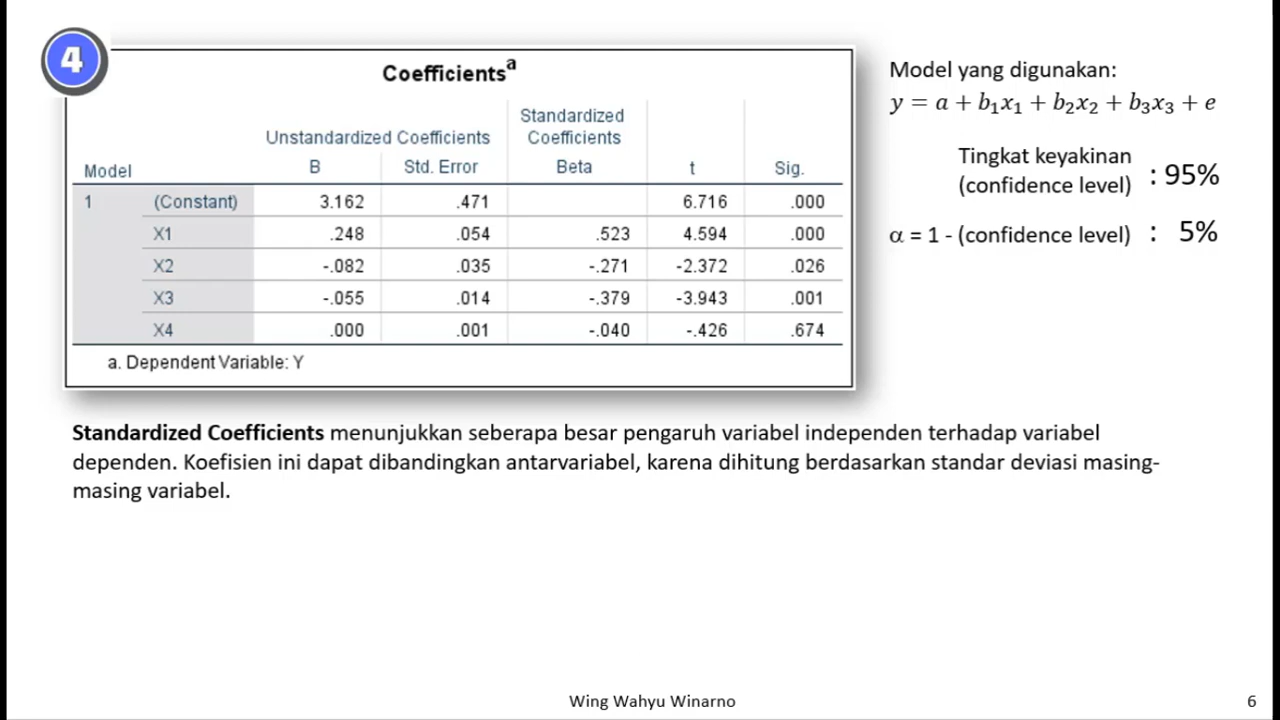 4
Coefficientsª
Standardized
Unstandardized Coefficients Coefficients
Model B Std. Error Beta t Sig.
1 (Constant) 3.162 .471 6.716 .000
X1 .248 .054 .523 4.594 .000
X2 -.082 .035 -.271 -2.372 .026
X3 -.055 .014 -.379 -3.943 .001
X4 .000 .001 -.040 -.426 .674
a. Dependent Variable: Y
Model yang digunakan:
y = a + b₁x₁ + b₂x₂ + b₃x₃ + e
Tingkat keyakinan
(confidence level) : 95%
α = 1 - (confidence level) : 5%
Standardized Coefficients menunjukkan seberapa besar pengaruh variabel independen terhadap variabel
dependen. Koefisien ini dapat dibandingkan antarvariabel, karena dihitung berdasarkan standar deviasi masing-
masing variabel.
Wing Wahyu Winarno 6